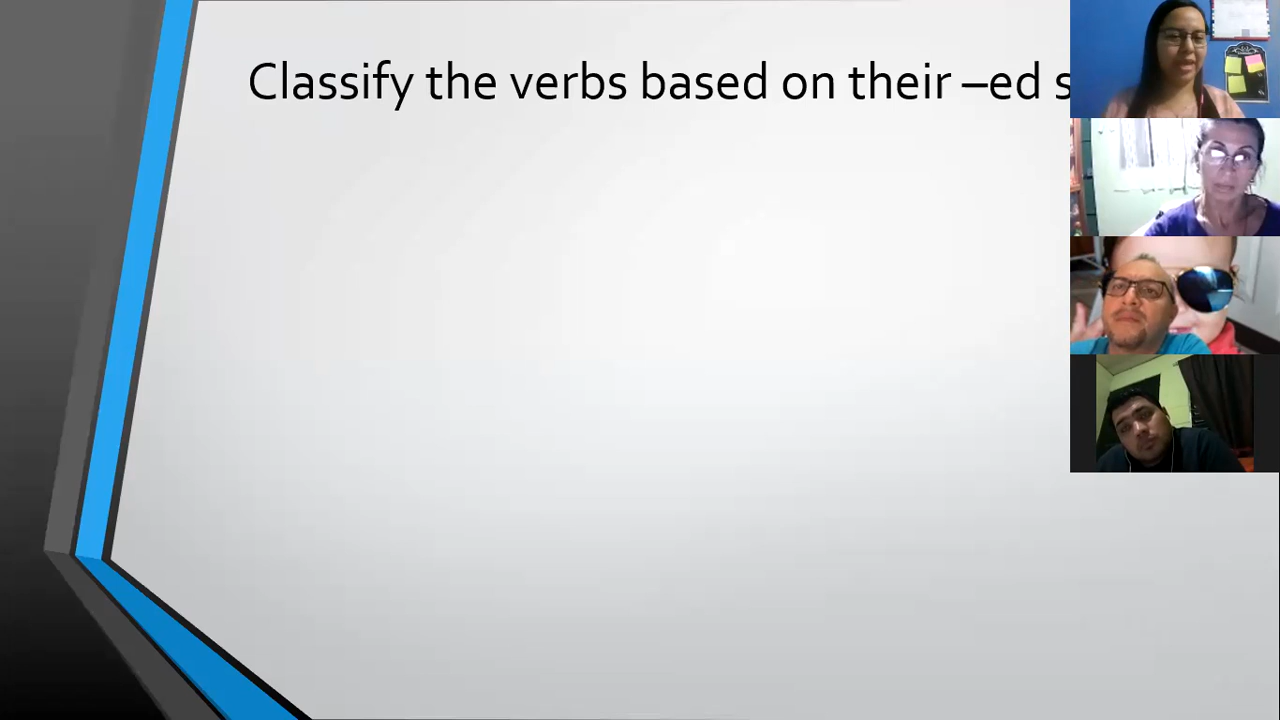 Classify the verbs based on their –ed s